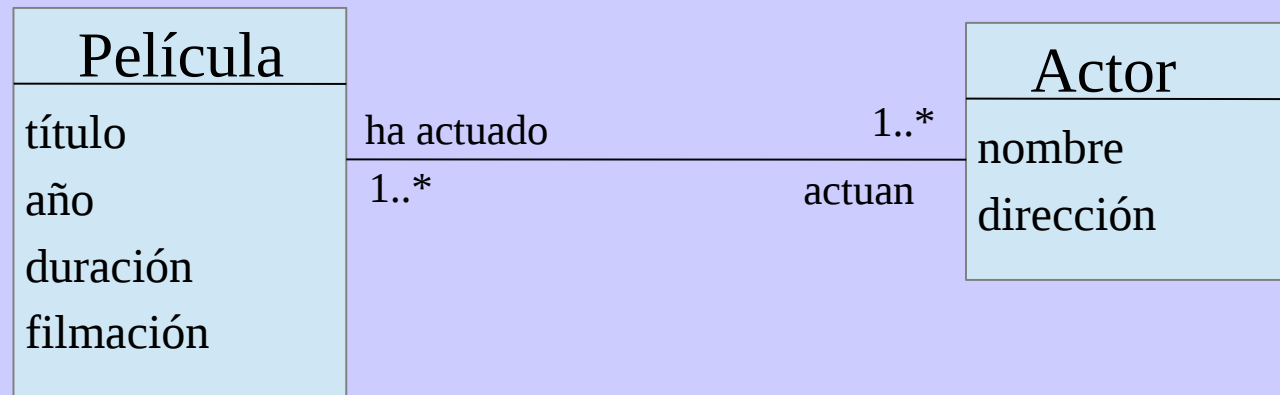 Película
título
año
duración
filmación
ha actuado
1..*
1..*
actuan
Actor
nombre
dirección